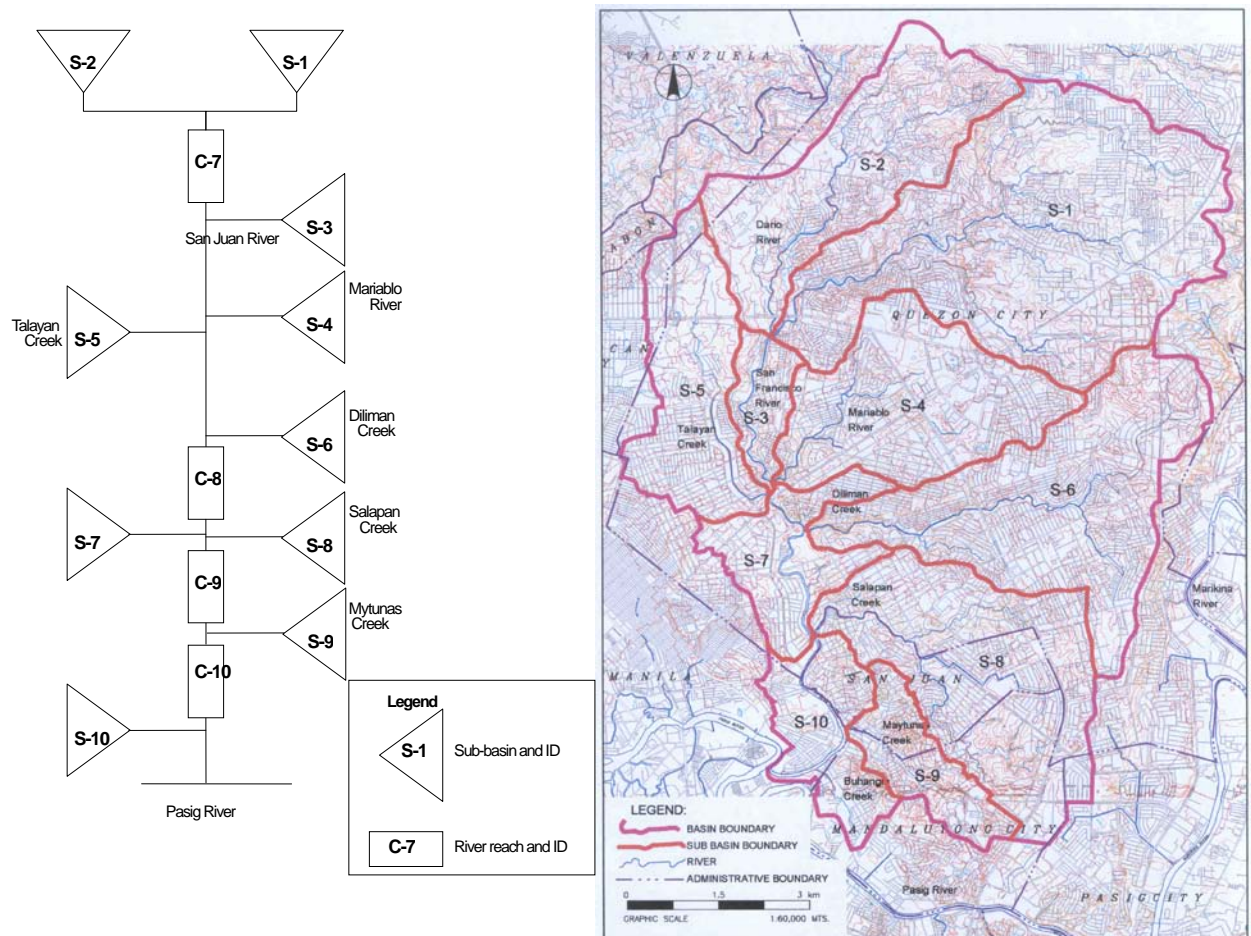 S-2
S-1
C-7
S-3
San Juan River
Mariablo
River
S-4
Talayan
Creek
S-5
Diliman
Creek
S-6
C-8
Salapan
Creek
S-7
S-8
C-9
Mytunas
Creek
S-9
C-10
S-10
Pasig River
Legend
S-1
Sub-basin and ID
C-7
River reach and ID
VALENZUELA
S-2
S-1
Dario
River
ABON
QUEZON CITY
CAN
Y
San
Francisco
River
S-5
S-4
Mariablo
River
S-3
Talayan
Creek
S-6
Diliman
Creek
S-7
Salapan
Creek
Marikina
River
S-8
MANILA
SAN JUAN
S-10
Maytunas
Creek
S-9
Buhangi
Creek
LEGEND:
BASIN BOUNDARY
MANDALUYONG CITY
SUB BASIN BOUNDARY
RIVER
ADMINISTRATIVE BOUNDARY
Pasig River
PASIG CITY
0 1.5 3 km
GRAPHIC SCALE 1:60,000 MTS.